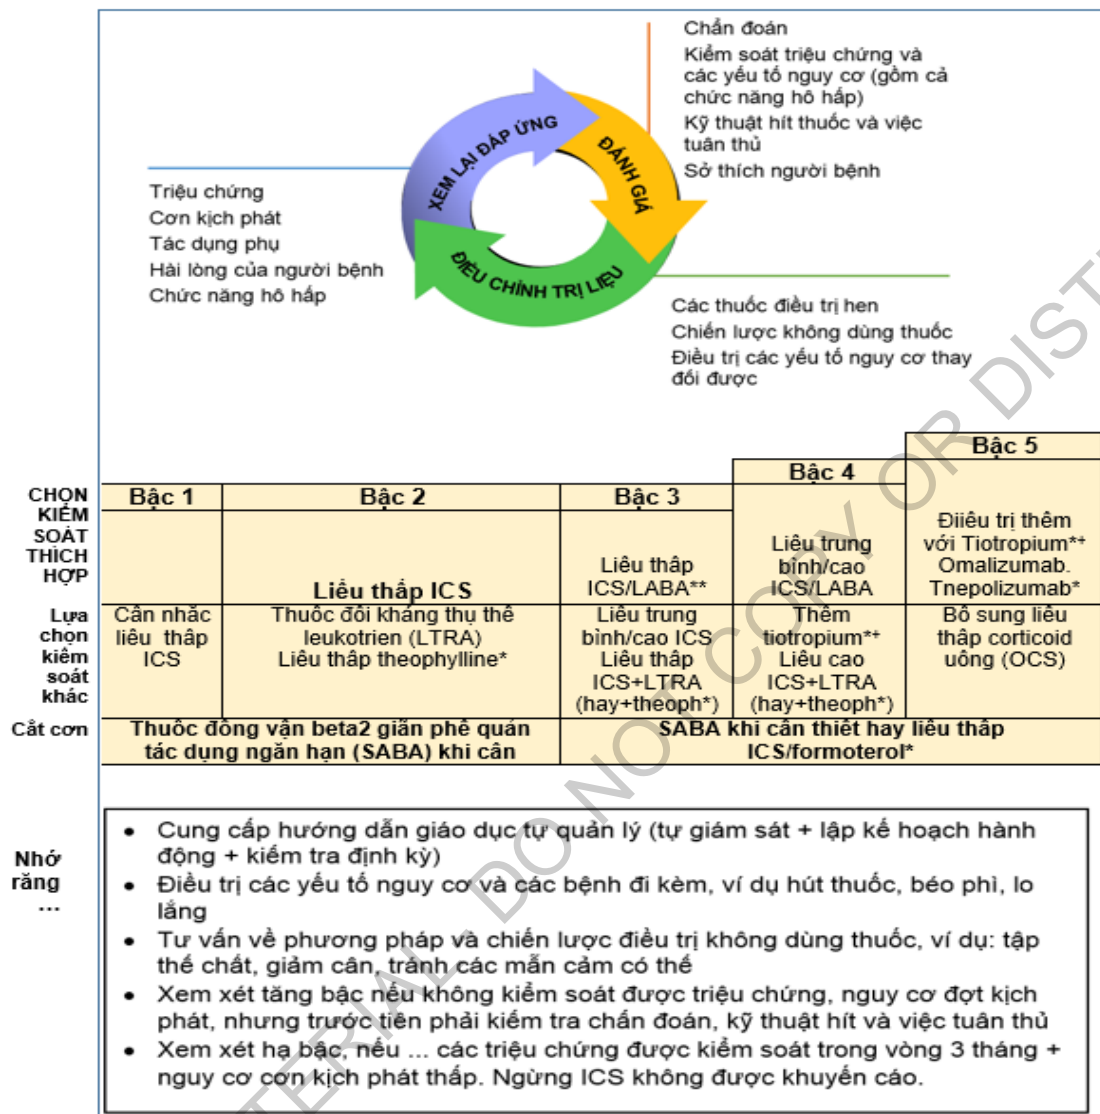 Chẩn đoán
Kiểm soát triệu chứng và
các yếu tố nguy cơ (gồm cả
chức năng hô hấp)
Kỹ thuật hít thuốc và việc
tuân thủ
Sở thích người bệnh
XEM LẠI ĐÁP ỨNG
ĐÁNH GIÁ
ĐIỀU CHỈNH TRỊ LIỆU
Triệu chứng
Cơn kịch phát
Tác dụng phụ
Hài lòng của người bệnh
Chức năng hô hấp
Các thuốc điều trị hen
Chiến lược không dùng thuốc
Điều trị các yếu tố nguy cơ thay
đổi được
CHỌN
KIỂM
SOÁT
THÍCH
HỢP
Bậc 1
Bậc 2
Liều thấp ICS
Bậc 3
Liều thấp
ICS/LABA**
Bậc 4
Liều trung
bình/cao
ICS/LABA
Bậc 5
Điiều trị thêm
với Tiotropium*+
Omalizumab.
Tnepolizumab*
Lựa
chọn
kiểm
soát
khác
Cân nhắc
liều thấp
ICS
Thuốc đối kháng thụ thể
leukotrien (LTRA)
Liều thấp theophylline*
Liều trung
bình/cao ICS
Liều thấp
ICS+LTRA
(hay+theoph*)
Thêm
tiotropium*+
Liều cao
ICS+LTRA
(hay+theoph*)
Bổ sung liều
thấp corticoid
uống (OCS)
Cắt cơn
Thuốc đồng vận beta2 giãn phế quản
tác dụng ngăn hạn (SABA) khi cần
SABA khi cần thiết hay liều thấp
ICS/formoterol*
Nhớ
rằng
...
• Cung cấp hướng dẫn giáo dục tự quản lý (tự giám sát + lập kế hoạch hành
động + kiểm tra định kỳ)
• Điều trị các yếu tố nguy cơ và các bệnh đi kèm, ví dụ hút thuốc, béo phì, lo
lắng
• Tư vấn về phương pháp và chiến lược điều trị không dùng thuốc, ví dụ: tập
thể chất, giảm cân, tránh các mẫn cảm có thể
• Xem xét tăng bậc nếu không kiểm soát được triệu chứng, nguy cơ đợt kịch
phát, nhưng trước tiên phải kiểm tra chẩn đoán, kỹ thuật hít và việc tuân thủ
• Xem xét hạ bậc, nếu ... các triệu chứng được kiểm soát trong vòng 3 tháng +
nguy cơ cơn kịch phát thấp. Ngừng ICS không được khuyến cáo.
TERIAL - DO NOT COPY OR DIST